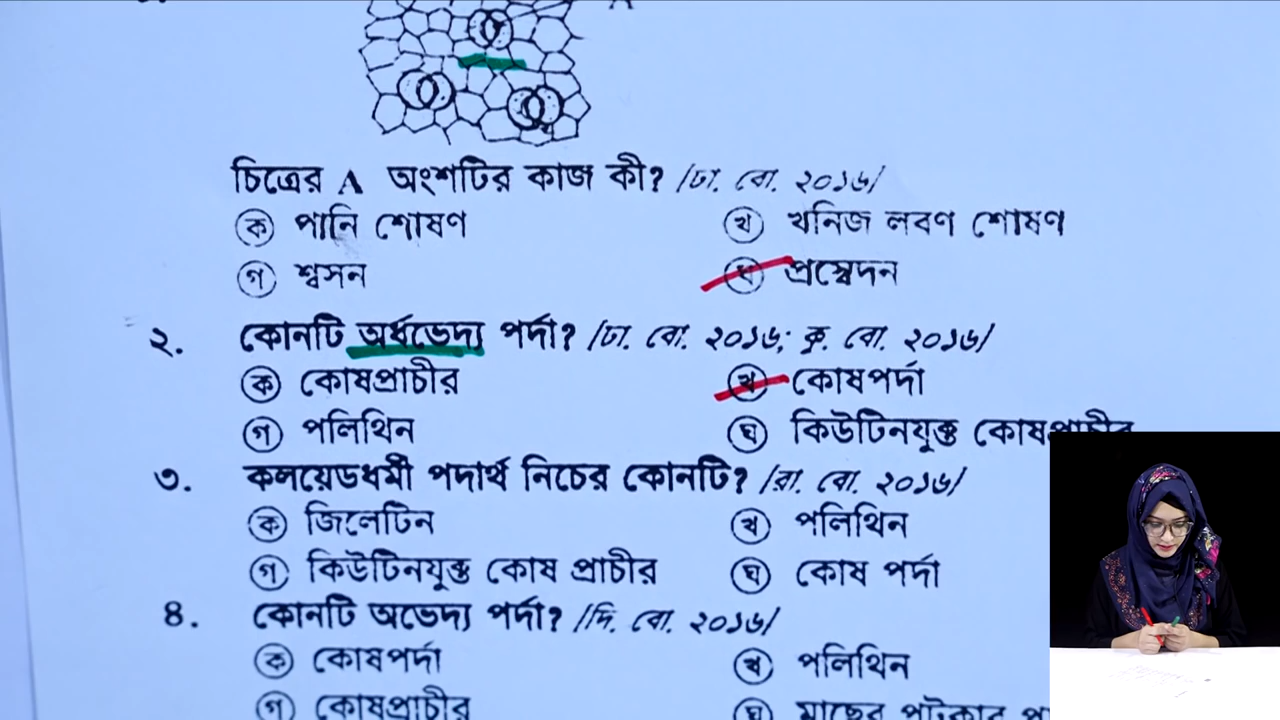 চিত্রের A অংশটির কাজ কী? /ঢা. বো. ২০১৬/
ক পানি শোষণ খ খনিজ লবণ শোষণ
গ শ্বসন ঘ প্রস্বেদন
২. কোনটি অর্ধভেদ্য পর্দা? /ঢা. বো. ২০১৬; কু. বো. ২০১৬/
ক কোষপ্রাচীর খ কোষপর্দা
গ পলিথিন ঘ কিউটিনযুক্ত কোষপ্রাচীর
৩. কলয়েডধর্মী পদার্থ নিচের কোনটি? /রা. বো. ২০১৬/
ক জিলেটিন খ পলিথিন
গ কিউটিনযুক্ত কোষ প্রাচীর ঘ কোষ পর্দা
৪. কোনটি অভেদ্য পর্দা? /দি. বো. ২০১৬/
ক কোষপর্দা খ পলিথিন
গ কোষপ্রাচীর ঘ মাছের পটকার